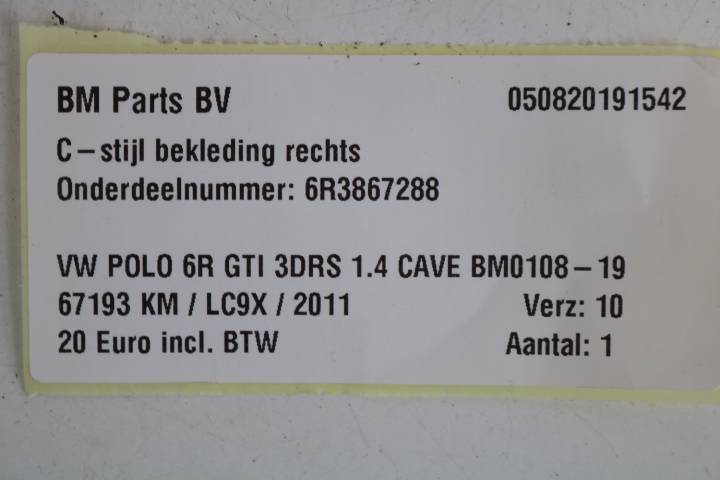 BM Parts BV 050820191542
C-stijl bekleding rechts
Onderdeelnummer: 6R3867288
VW POLO 6R GTI 3DRS 1.4 CAVE BM0108-19
67193 KM / LC9X / 2011 Verz: 10
20 Euro incl. BTW Aantal: 1